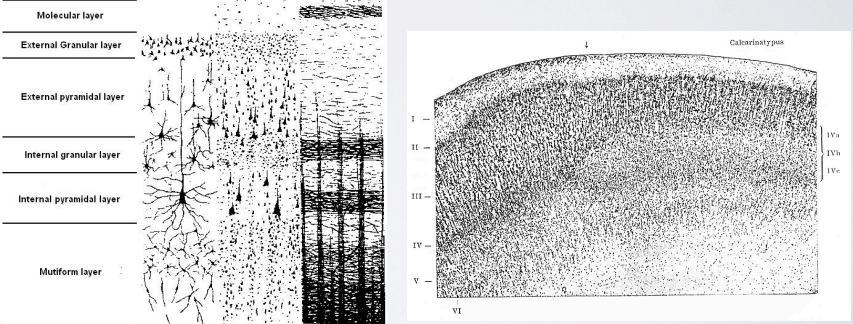 Molecular layer
External Granular layer
External pyramidal layer
Internal granular layer
Internal pyramidal layer
Mutiform layer
Calcarinatypus
I
II
III
IV
V
VI
IVa
IVb
IVc